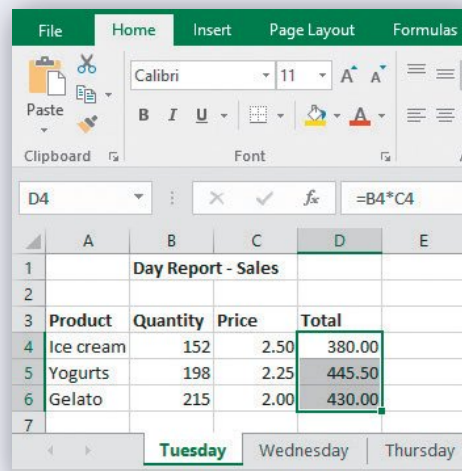 File Home Insert Page Layout Formulas
Calibri 11 A A
Paste B I U A
Clipboard Font
D4 fx =B4*C4
A B C D E
1 Day Report - Sales
2
3 Product Quantity Price Total
4 Ice cream 152 2.50 380.00
5 Yogurts 198 2.25 445.50
6 Gelato 215 2.00 430.00
7
Tuesday Wednesday Thursday